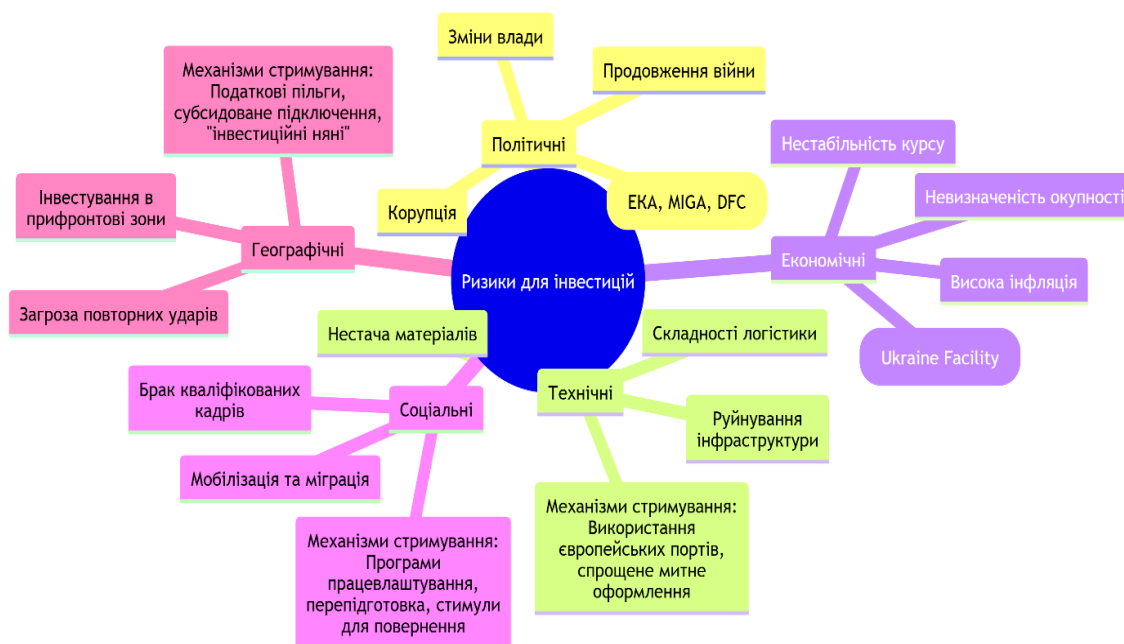 Зміни влади
Продовження війни
Політичні
Корупція
ЕКА, MIGA, DFC
Механізми стримування:
Податкові пільги,
субсидоване підключення,
"інвестиційні няні"
Інвестування в
прифронтові зони
Географічні
Загроза повторних ударів
Ризики для інвестицій
Нестабільність курсу
Невизначеність окупності
Економічні
Висока інфляція
Ukraine Facility
Нестача матеріалів
Складності логістики
Технічні
Руйнування
інфраструктури
Механізми стримування:
Використання
європейських портів,
спрощене митне
оформлення
Брак кваліфікованих
кадрів
Соціальні
Мобілізація та міграція
Механізми стримування:
Програми
працевлаштування,
перепідготовка, стимули
для повернення